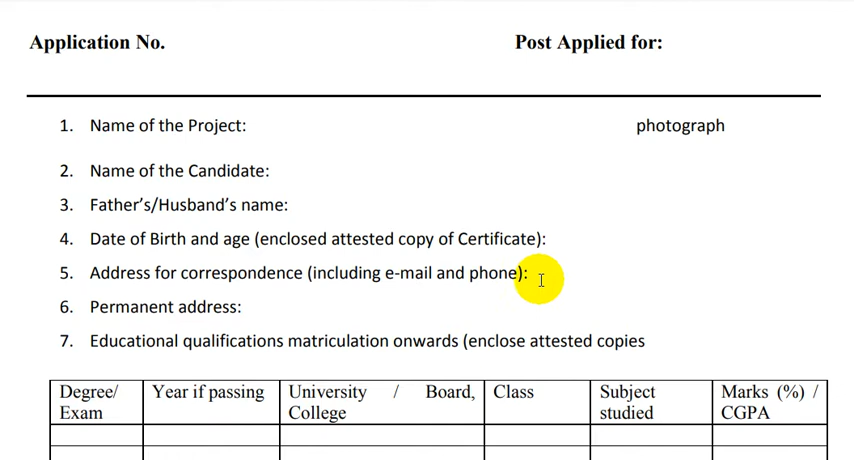 Application No. Post Applied for:
1. Name of the Project: photograph
2. Name of the Candidate:
3. Father's/Husband's name:
4. Date of Birth and age (enclosed attested copy of Certificate):
5. Address for correspondence (including e-mail and phone):
6. Permanent address:
7. Educational qualifications matriculation onwards (enclose attested copies
Degree/ Year if passing University / Board, Class Subject Marks (%) /
Exam College studied CGPA